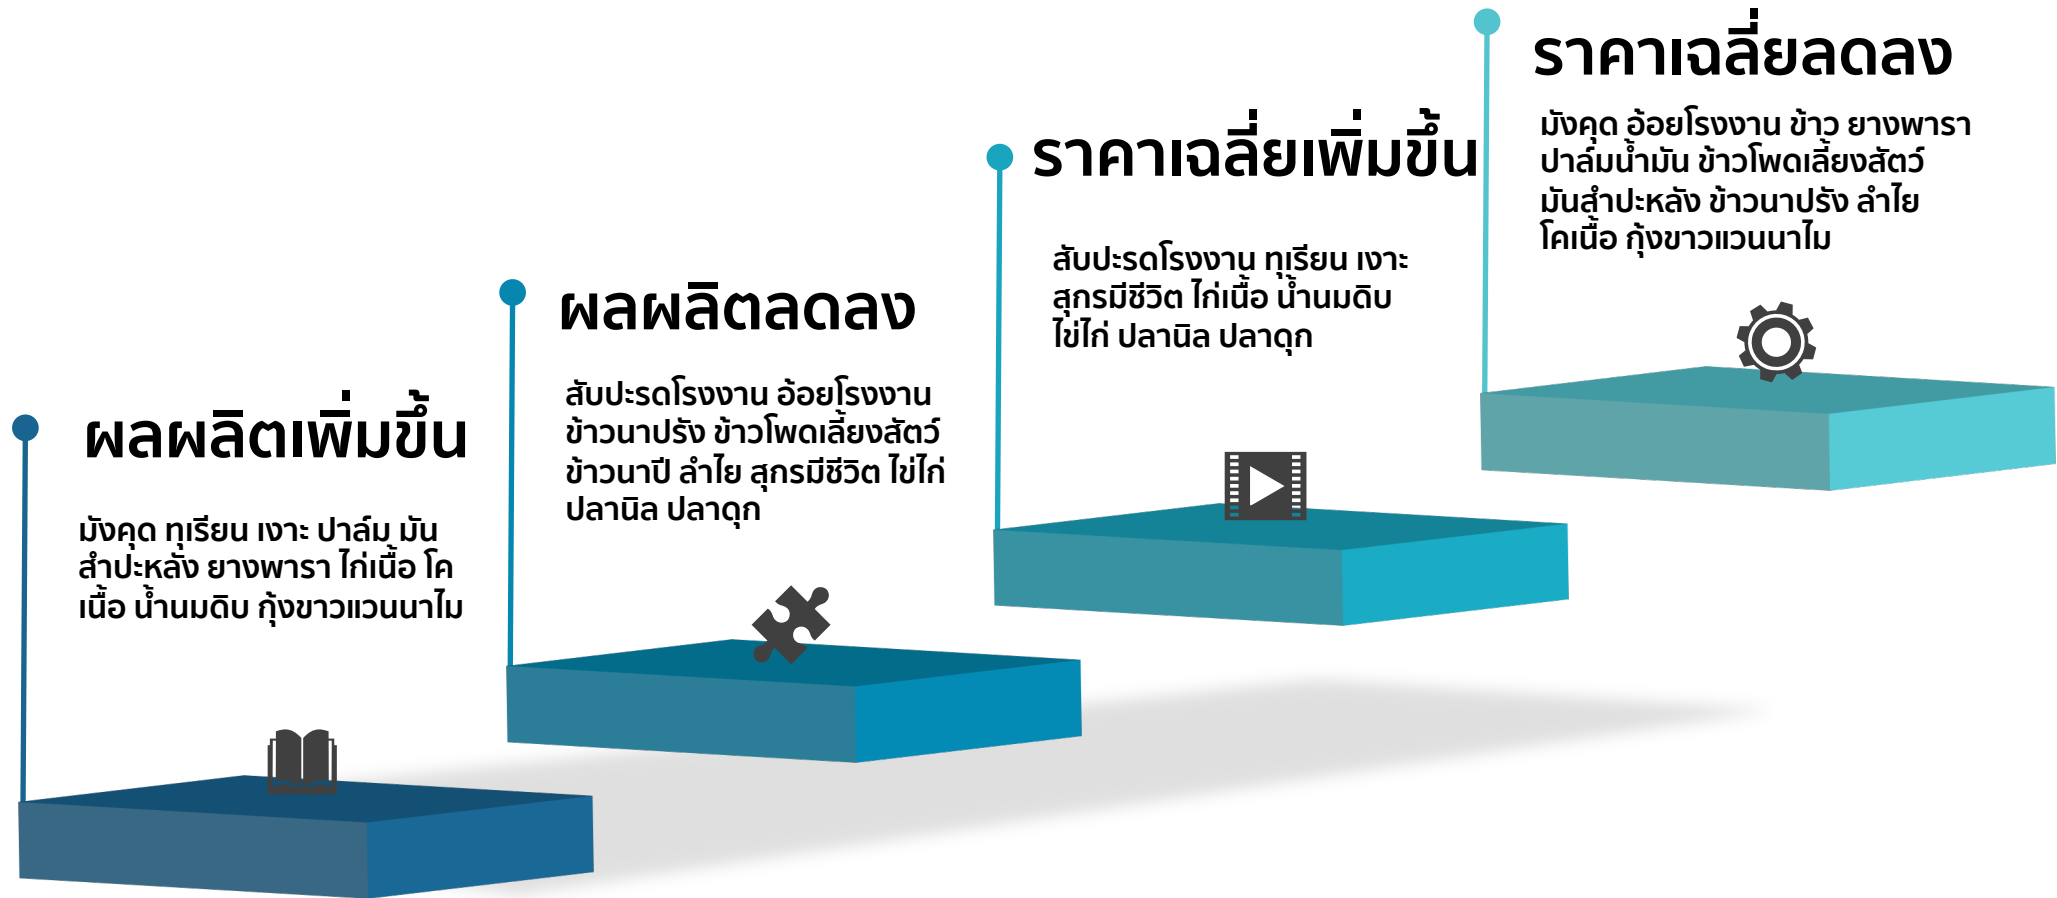 ผลผลิตเพิ่มขึ้น
มังคุด ทุเรียน เงาะ ปาล์ม มัน
สำปะหลัง ยางพารา ไก่เนื้อ โค
เนื้อ น้ำนมดิบ กุ้งขาวแวนนาไม
ผลผลิตลดลง
สับปะรดโรงงาน อ้อยโรงงาน
ข้าวนาปรัง ข้าวโพดเลี้ยงสัตว์
ข้าวนาปี ลำไย สุกรมีชีวิต ไข่ไก่
ปลานิล ปลาดุก
ราคาเฉลี่ยเพิ่มขึ้น
สับปะรดโรงงาน ทุเรียน เงาะ
สุกรมีชีวิต ไก่เนื้อ น้ำนมดิบ
ไข่ไก่ ปลานิล ปลาดุก
ราคาเฉลี่ยลดลง
มังคุด อ้อยโรงงาน ข้าว ยางพารา
ปาล์มน้ำมัน ข้าวโพดเลี้ยงสัตว์
มันสำปะหลัง ข้าวนาปรัง ลำไย
โคเนื้อ กุ้งขาวแวนนาไม